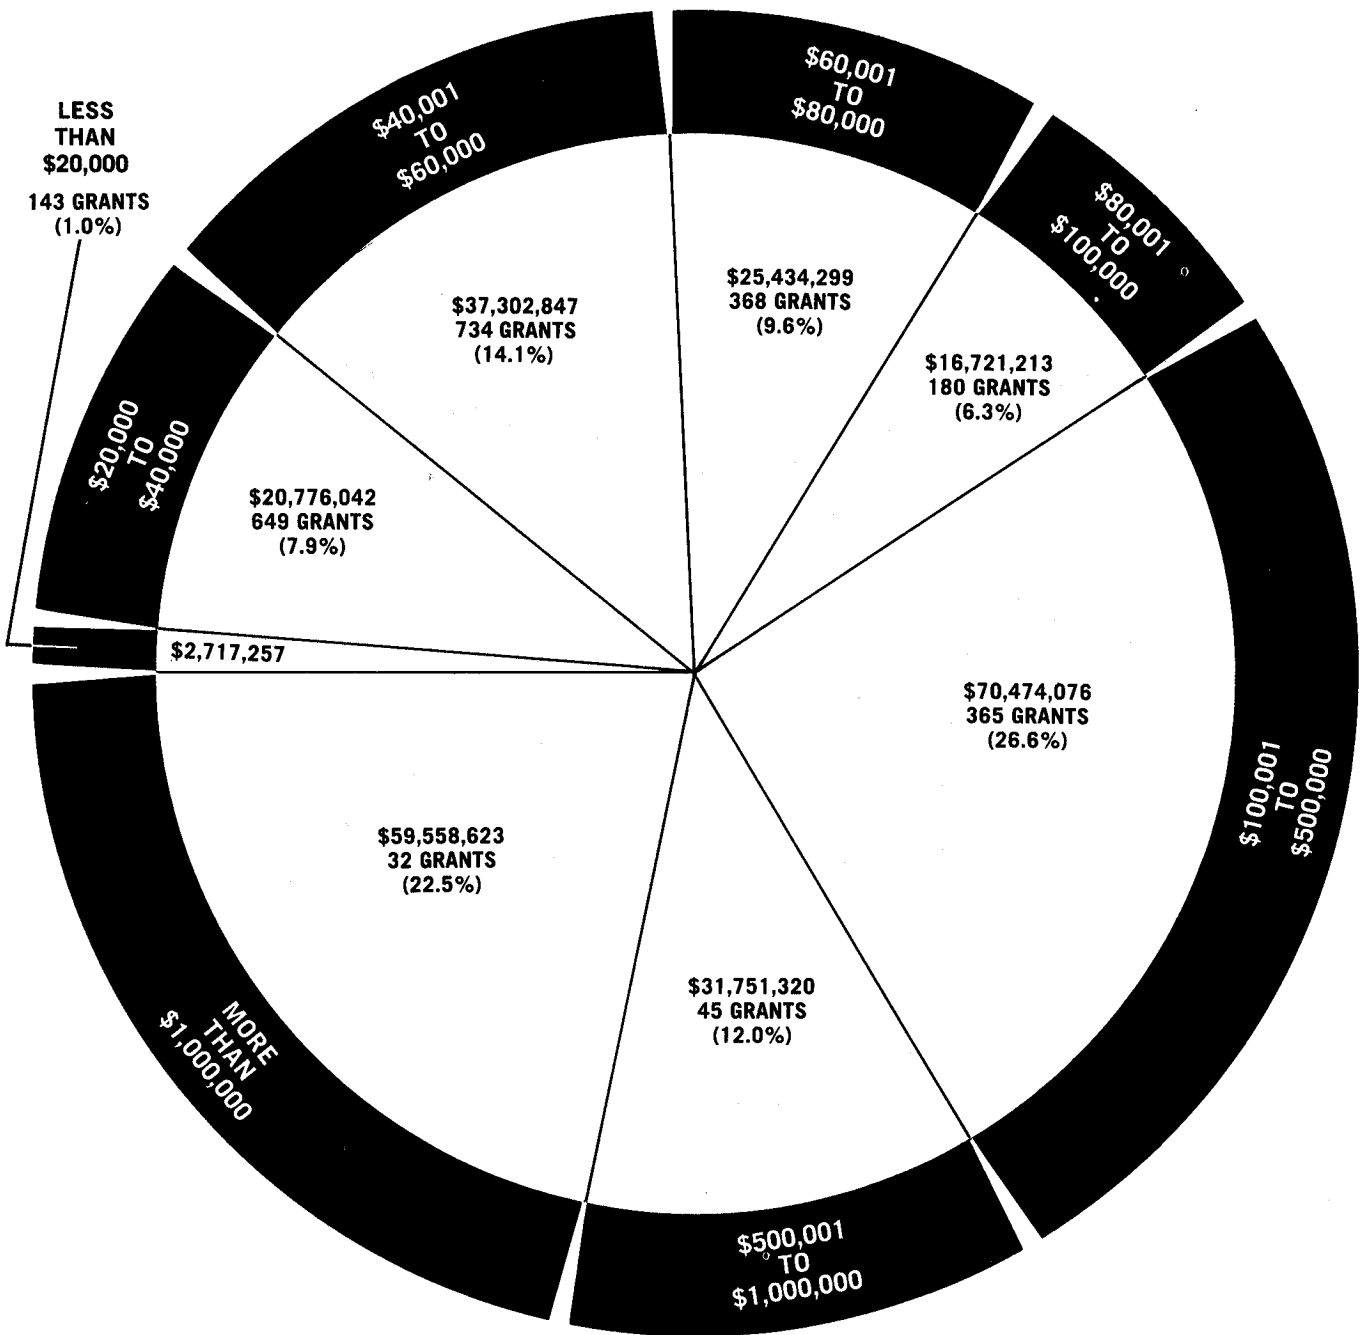 LESS
THAN
$20,000
143 GRANTS
(1.0%)
$2,717,257
$20,000
TO
$40,000
$20,776,042
649 GRANTS
(7.9%)
$40,001
TO
$60,000
$37,302,847
734 GRANTS
(14.1%)
$60,001
TO
$80,000
$25,434,299
368 GRANTS
(9.6%)
$80,001
TO
$100,000
$16,721,213
180 GRANTS
(6.3%)
$100,001
TO
$500,000
$70,474,076
365 GRANTS
(26.6%)
$500,001
TO
$1,000,000
$31,751,320
45 GRANTS
(12.0%)
MORE
THAN
$1,000,000
$59,558,623
32 GRANTS
(22.5%)